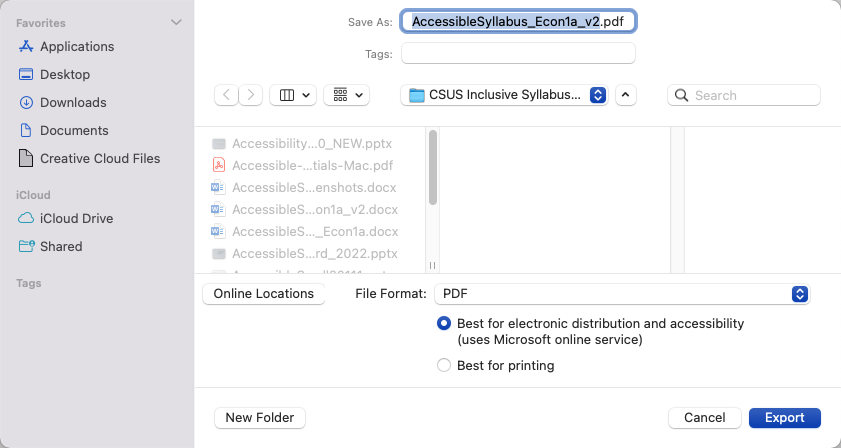 Favorites
Applications
Desktop
Downloads
Documents
Creative Cloud Files
iCloud
iCloud Drive
Shared
Tags
Save As: AccessibleSyllabus_Econ1a_v2.pdf
Tags:
CSUS Inclusive Syllabus...
Search
Accessibility...0_NEW.pptx
Accessible-...tials-Mac.pdf
AccessibleS...enshots.docx
AccessibleS...on1a_v2.docx
AccessibleS..._Econ1a.docx
AccessibleS...rd_2022.pptx
Online Locations
File Format: PDF
Best for electronic distribution and accessibility
(uses Microsoft online service)
Best for printing
New Folder
Cancel
Export